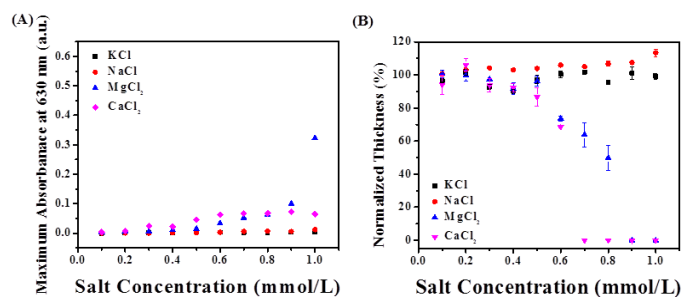 (A)
Maximum Absorbanace at 630 nm (a.u.)
0.6
0.5
0.4
0.3
0.2
0.1
0.0
KCl
NaCl
MgCl2
CaCl2
0.0 0.2 0.4 0.6 0.8 1.0
Salt Concentration (mmol/L)
(B)
Normalized Thickness (%)
120
100
80
60
40
20
0
KCl
NaCl
MgCl2
CaCl2
0.0 0.2 0.4 0.6 0.8 1.0
Salt Concentration (mmol/L)